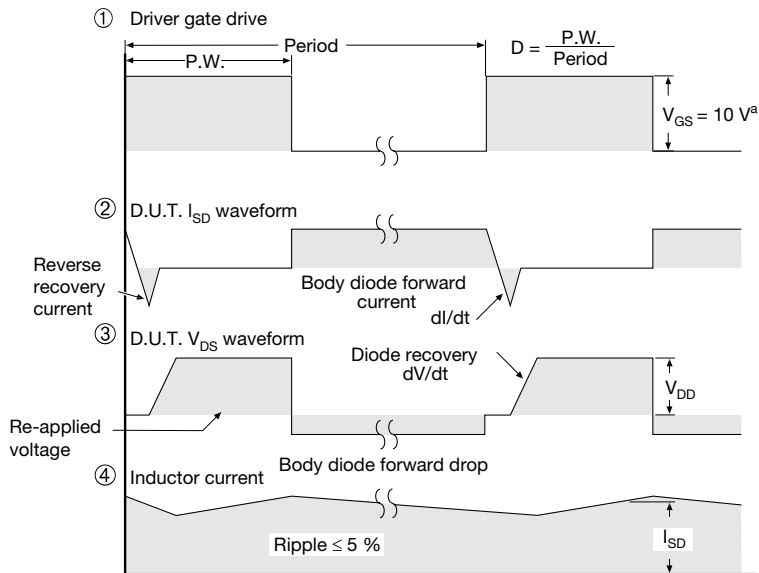 ① Driver gate drive
Period
P.W.
D = P.W. / Period
V_GS = 10 V^a
② D.U.T. I_SD waveform
Reverse
recovery
current
Body diode forward
current
dI/dt
③ D.U.T. V_DS waveform
Diode recovery
dV/dt
V_DD
Re-applied
voltage
Body diode forward drop
④ Inductor current
Ripple ≤ 5 %
I_SD